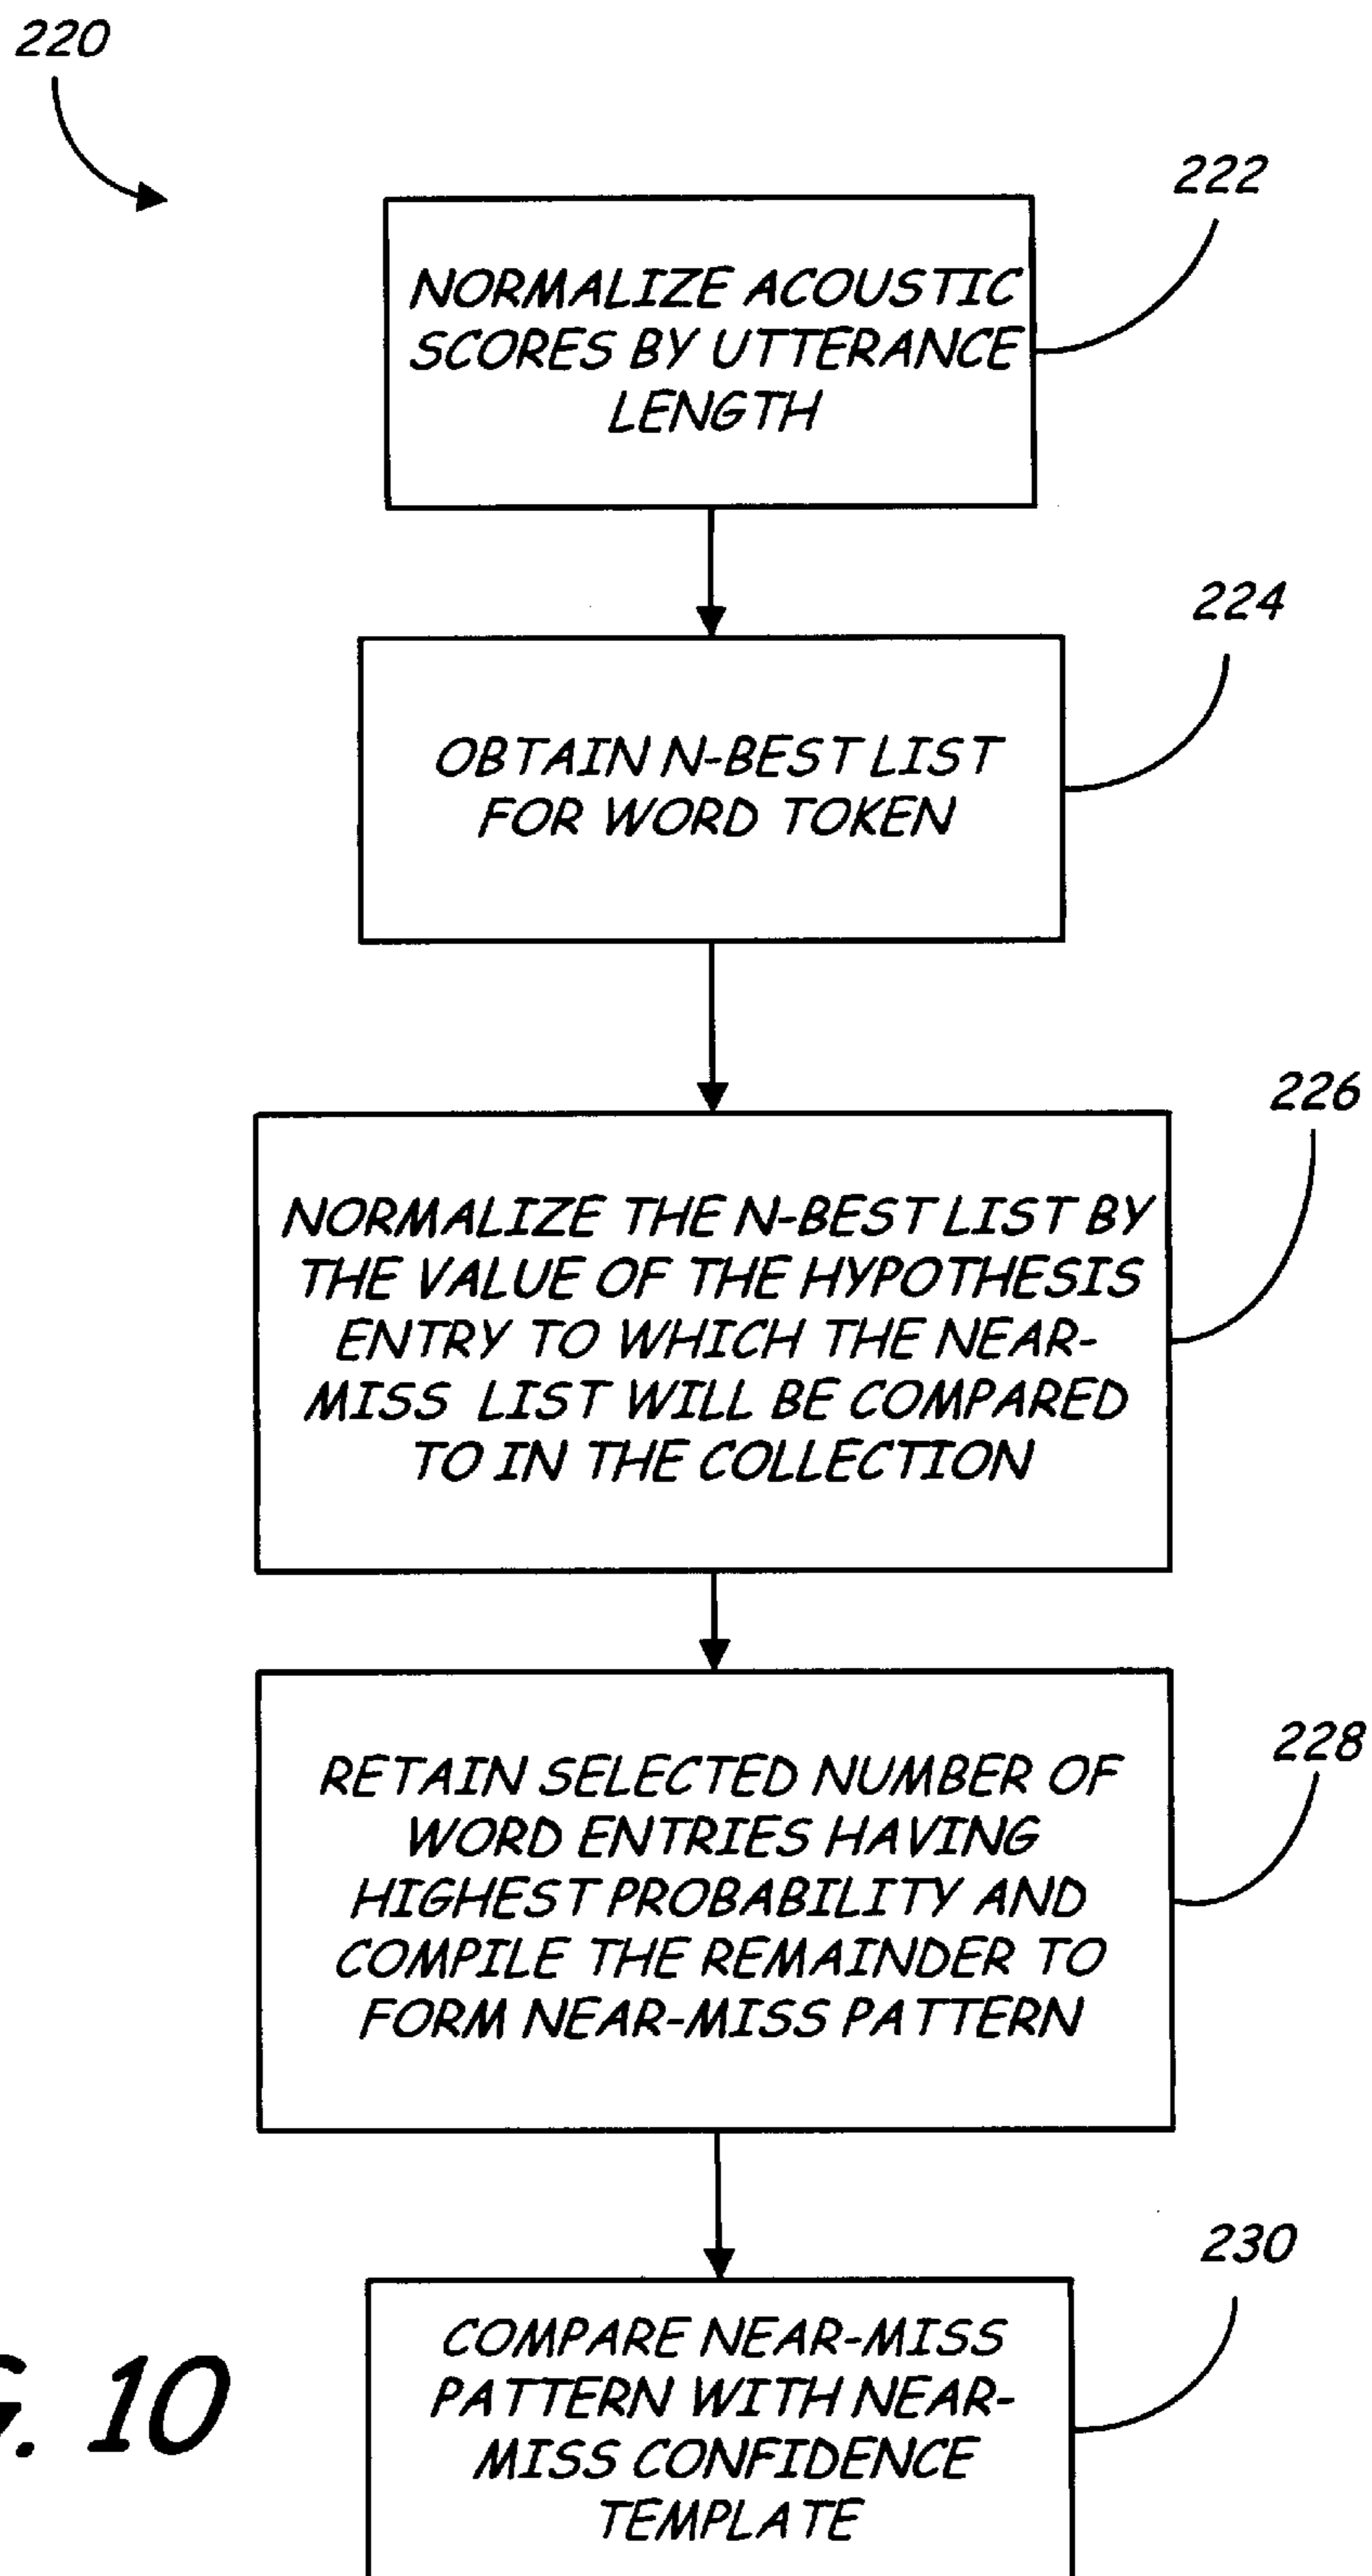 220
222
NORMALIZE ACOUSTIC
SCORES BY UTTERANCE
LENGTH
224
OBTAIN N-BEST LIST
FOR WORD TOKEN
226
NORMALIZE THE N-BEST LIST BY
THE VALUE OF THE HYPOTHESIS
ENTRY TO WHICH THE NEAR-
MISS LIST WILL BE COMPARED
TO IN THE COLLECTION
228
RETAIN SELECTED NUMBER OF
WORD ENTRIES HAVING
HIGHEST PROBABILITY AND
COMPILE THE REMAINDER TO
FORM NEAR-MISS PATTERN
230
COMPARE NEAR-MISS
PATTERN WITH NEAR-
MISS CONFIDENCE
TEMPLATE
10